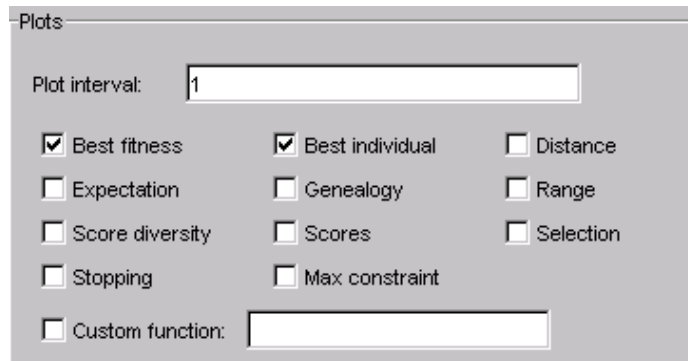 Plots
Plot interval: 1
Best fitness Best individual Distance
Expectation Genealogy Range
Score diversity Scores Selection
Stopping Max constraint
Custom function: